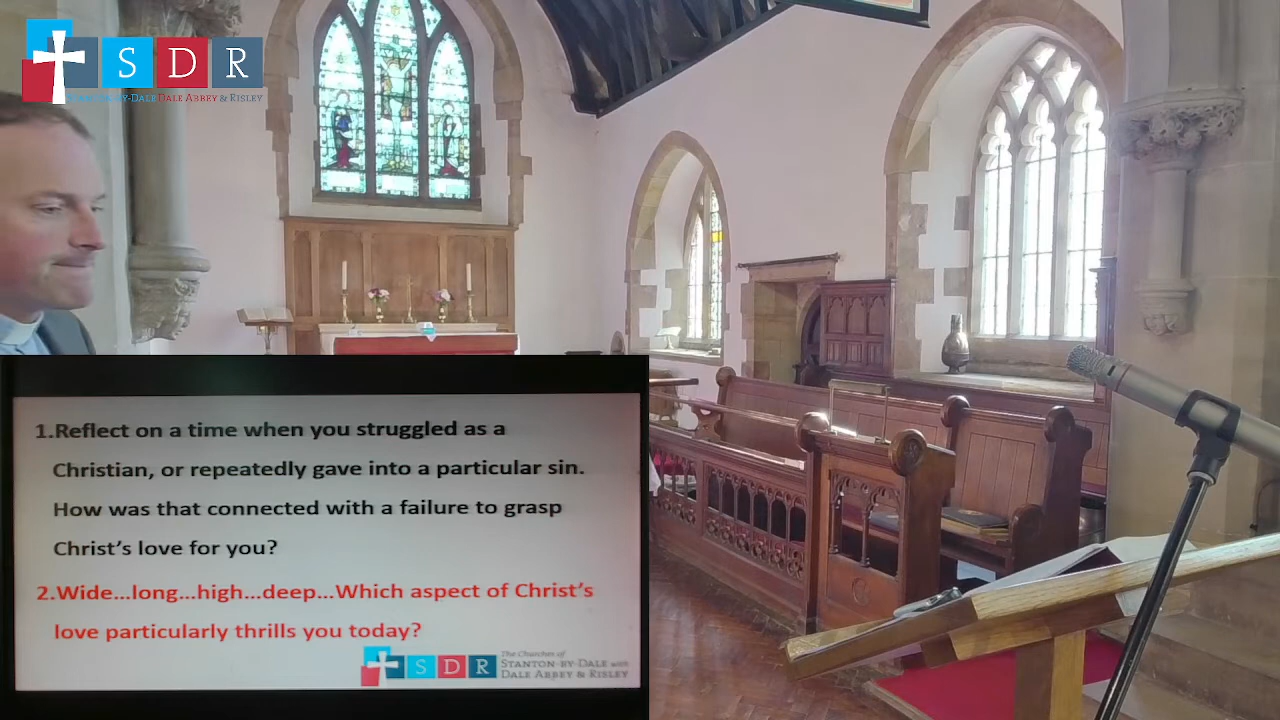 SDR
STANTON-BY-DALE DALE ABBEY & RISLEY
1.Reflect on a time when you struggled as a
Christian, or repeatedly gave into a particular sin.
How was that connected with a failure to grasp
Christ's love for you?
2.Wide...long...high...deep...Which aspect of Christ's
love particularly thrills you today?
SDR
The Churches of
STANTON-BY-DALE with
DALE ABBEY & RISLEY